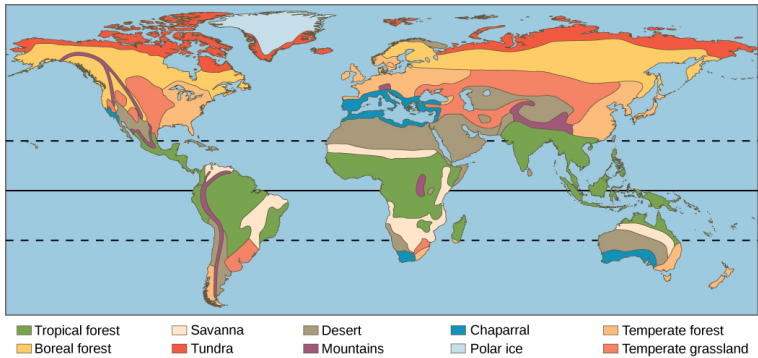 Tropical forest Savanna Desert Chaparral Temperate forest
Boreal forest Tundra Mountains Polar ice Temperate grassland